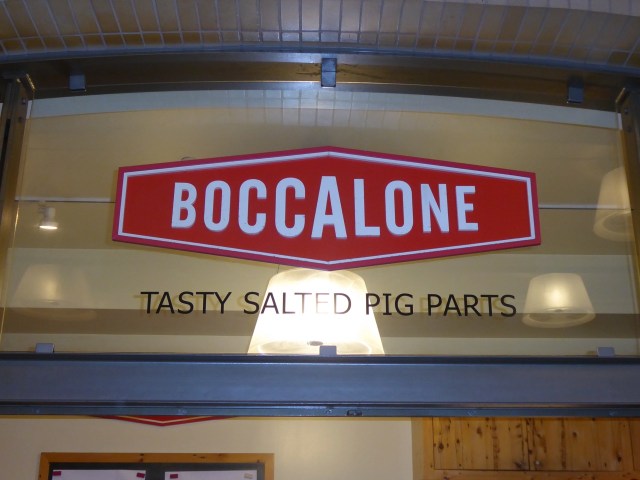 BOCCALONE
TASTY SALTED PIG PARTS